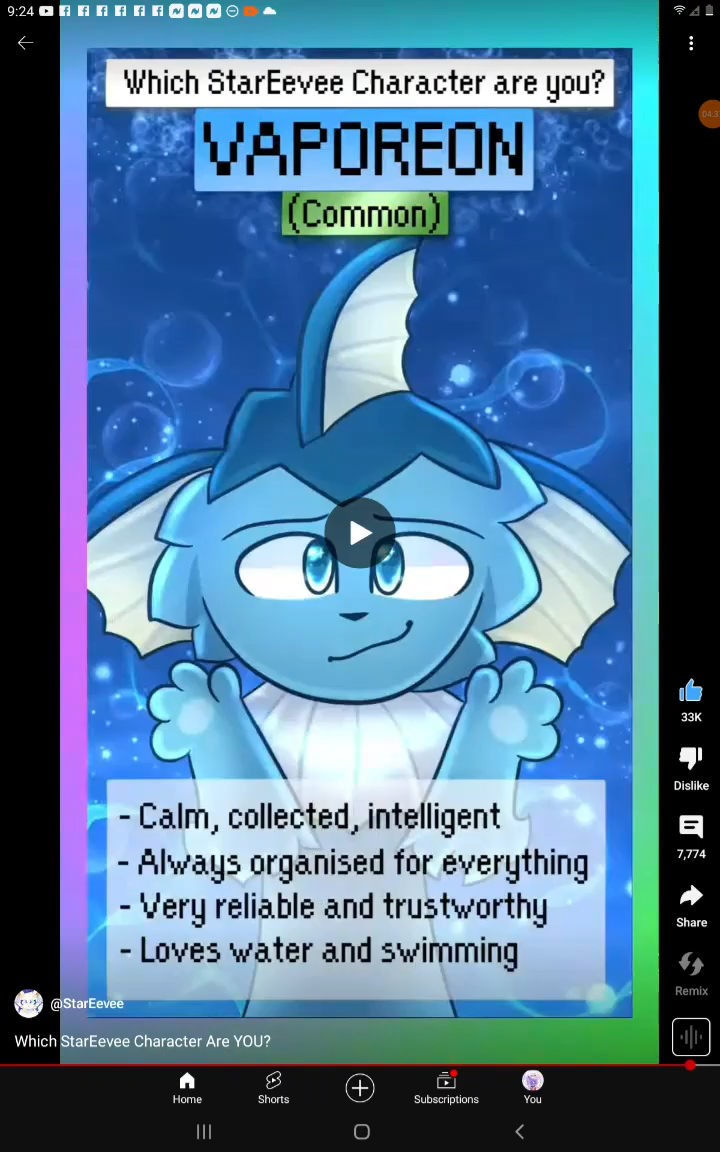 9:24
Which StarEevee Character are you?
VAPOREON
(Common)
- Calm, collected, intelligent
- Always organised for everything
- Very reliable and trustworthy
- Loves water and swimming
33K
Dislike
7,774
Share
Remix
@StarEevee
Which StarEevee Character Are YOU?
Home
Shorts
Subscriptions
You